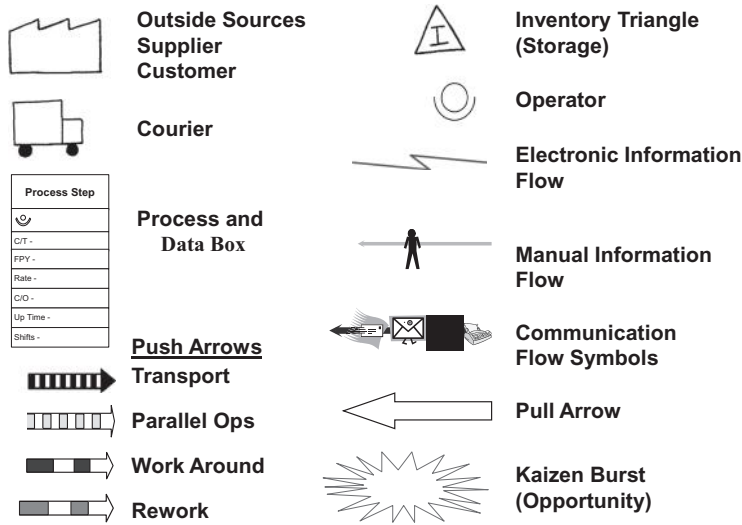 Outside Sources
Supplier
Customer
Courier
Process Step
C/T -
FPY -
Rate -
C/O -
Up Time -
Shifts -
Process and
Data Box
Push Arrows
Transport
Parallel Ops
Work Around
Rework
I
Inventory Triangle
(Storage)
Operator
Electronic Information
Flow
Manual Information
Flow
Communication
Flow Symbols
Pull Arrow
Kaizen Burst
(Opportunity)